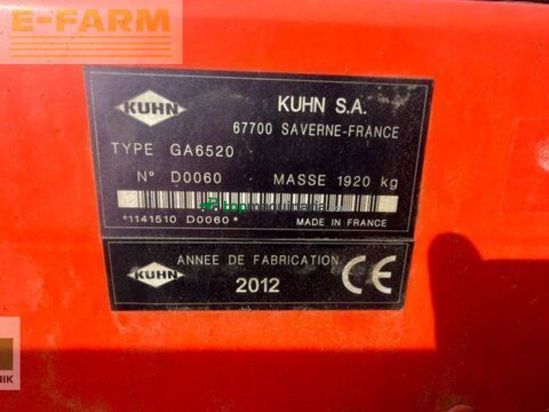 E-FARM
KUHN
KUHN S.A.
67700 SAVERNE-FRANCE
TYPE GA6520
N° D0060 MASSE 1920 kg
*1141510 D0060*
MADE IN FRANCE
KUHN
ANNEE DE FABRICATION
2012
CE
NIK